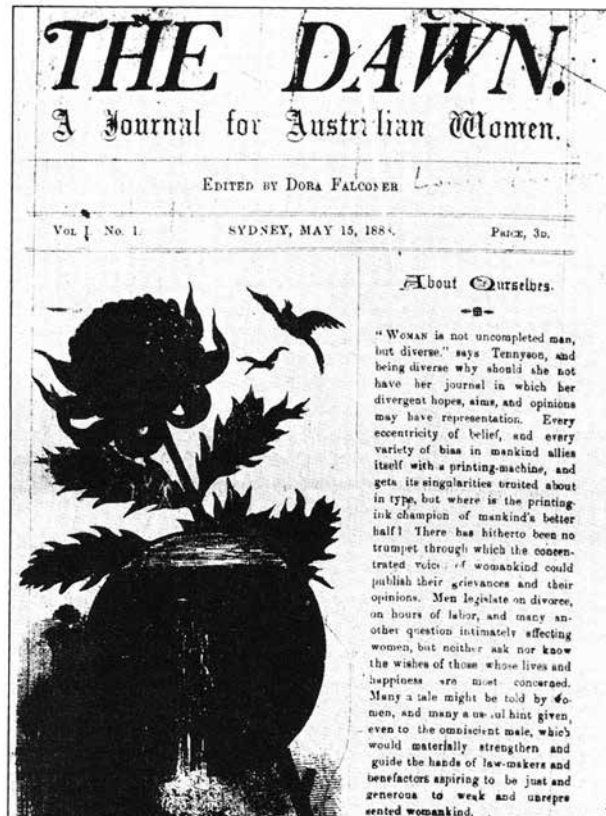 THE DAWN.
A Journal for Australian Women.
EDITED BY DORA FALCONER
VOL I. No. 1.
SYDNEY, MAY 15, 188
PRICE, 3D.
About Ourselves.
"WOMAN is not uncompleted man,
but diverse." says Tennyson, and
being diverse why should she not
have her journal in which her
divergent hopes, aims, and opinions
may have representation. Every
eccentricity of belief, and every
variety of bias in mankind allies
itself with a printing-machine, and
gets its singularities bruited about
in type, but where is the printing-
ink champion of mankind's better
half? There has hitherto been no
trumpet through which the concen-
trated voice of womankind could
publish their grievances and their
opinions. Men legislate on divorce,
on hours of labor, and many an-
other question intimately affecting
women, but neither ask nor know
the wishes of those whose lives and
happiness are most concerned.
Many a tale might be told by wo-
men, and many a useful hint given,
even to the omniscient male, which
would materially strengthen and
guide the hands of law-makers and
benefactors aspiring to be just and
generous to weak and unrepre
sented womankind.